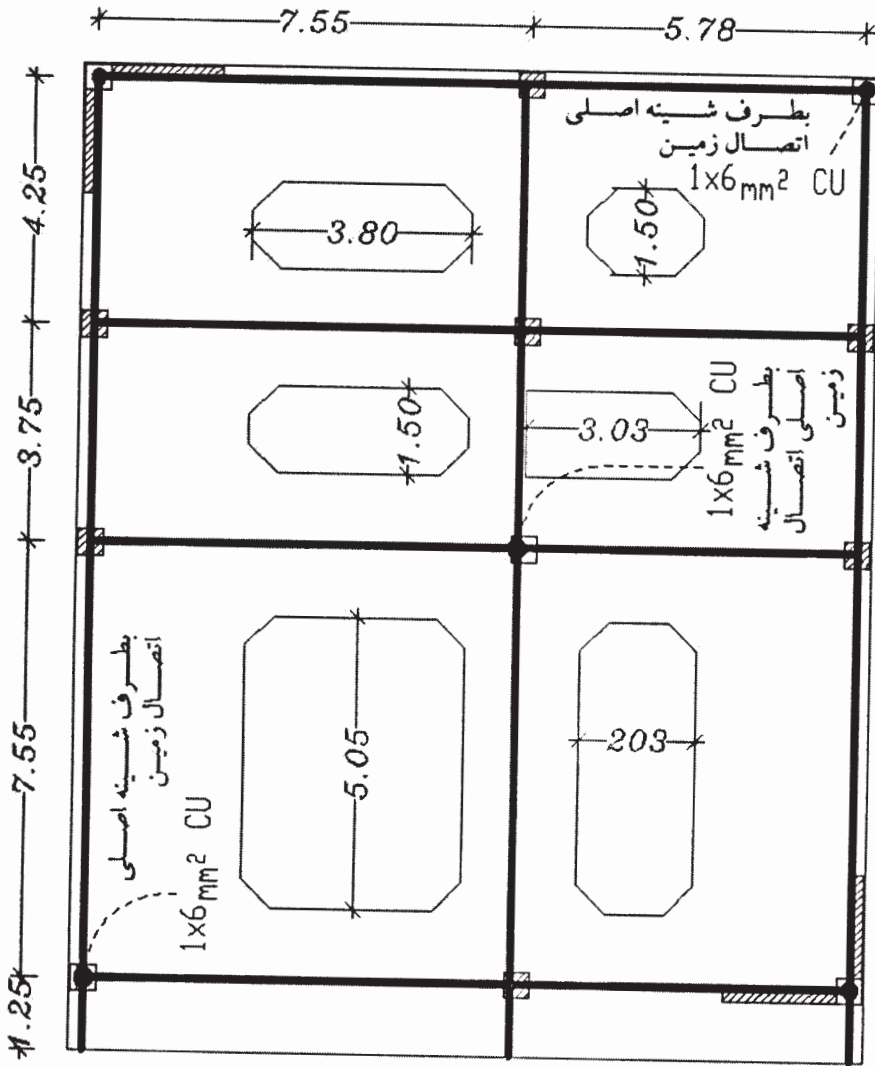 7.55
5.78
بطرف شینه اصلی
اتصال زمین
1x6mm² CU
4.25
3.80
1.50
3.75
1.50
3.03
1x6mm² CU
بطرف شینه
اصلی اتصال
زمین
7.55
بطرف شینه اصلی
اتصال زمین
1x6mm² CU
5.05
203
1.25